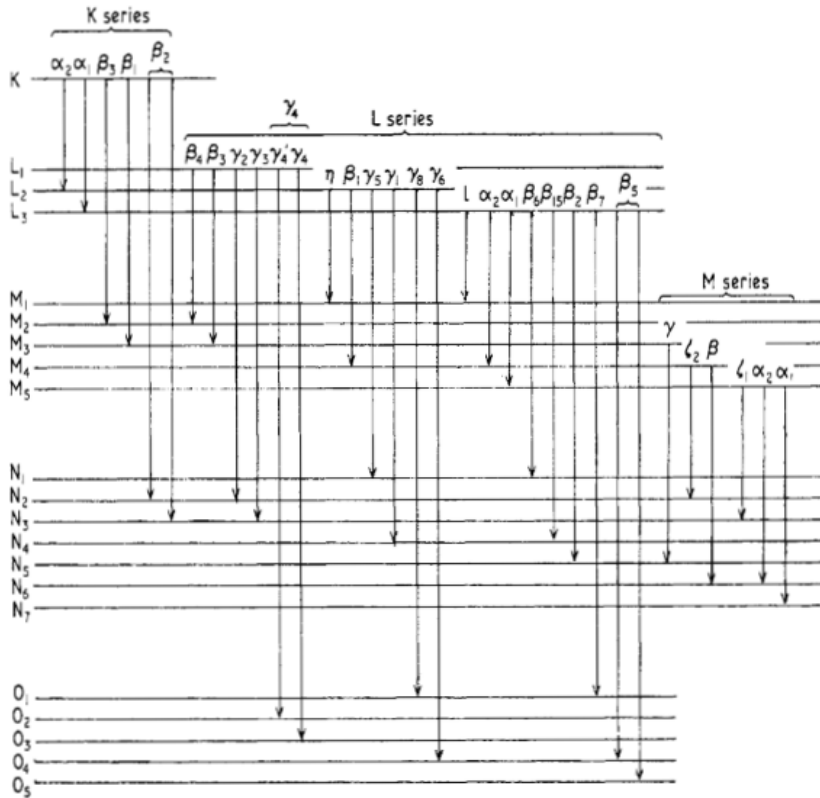 K series
α₂ α₁ β₃ β₁ β₂
K
γ₄
L series
β₄ β₃ γ₂ γ₃ γ₄' γ₄
L₁
η β₁ γ₅ γ₁ γ₈ γ₆
L₂
l α₂ α₁ β₆ β₁₅ β₂ β₇ β₅
L₃
M series
M₁
M₂
γ
M₃
ζ₂ β
M₄
ζ₁ α₂ α₁
M₅
N₁
N₂
N₃
N₄
N₅
N₆
N₇
O₁
O₂
O₃
O₄
O₅